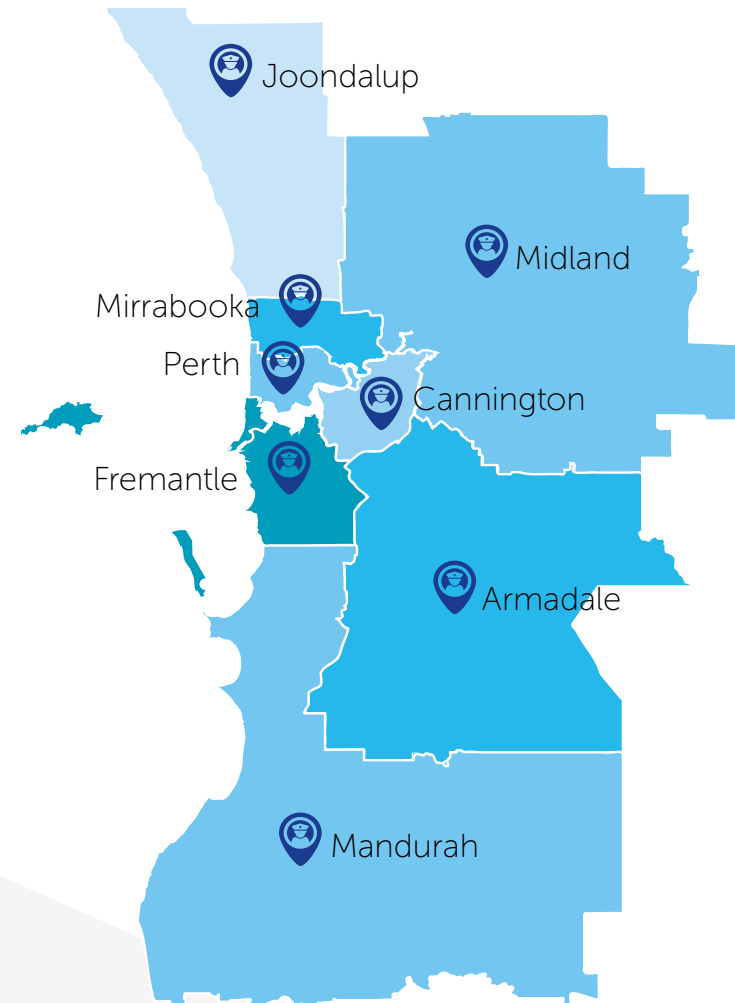 Joondalup
Midland
Mirrabooka
Perth
Cannington
Fremantle
Armadale
Mandurah